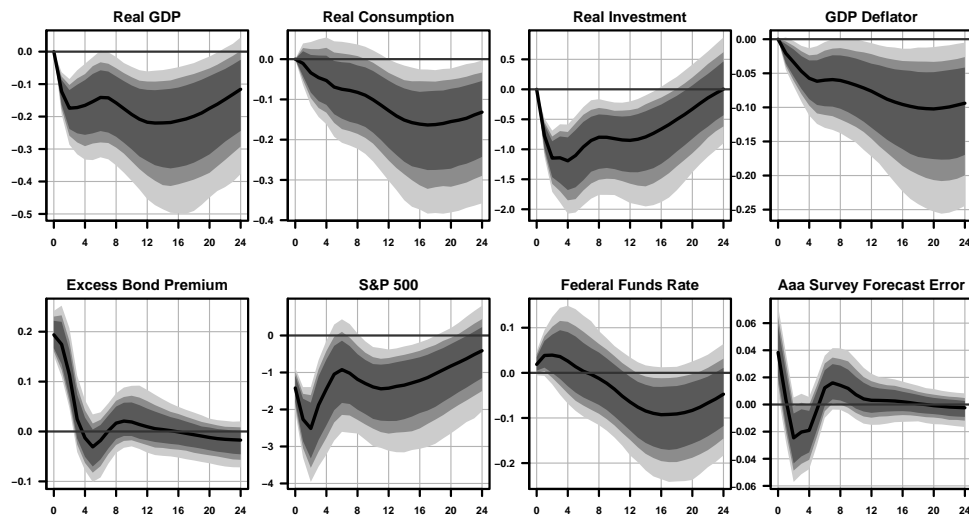 Real GDP
Real Consumption
Real Investment
GDP Deflator
0.0
−0.1
−0.2
−0.3
−0.4
−0.5
0 4 8 12 16 20 24
0.0
−0.1
−0.2
−0.3
−0.4
0 4 8 12 16 20 24
0.5
0.0
−0.5
−1.0
−1.5
−2.0
0 4 8 12 16 20 24
0.00
−0.05
−0.10
−0.15
−0.20
−0.25
0 4 8 12 16 20 24
Excess Bond Premium
S&P 500
Federal Funds Rate
Aaa Survey Forecast Error
0.2
0.1
0.0
−0.1
0 4 8 12 16 20 24
0
−1
−2
−3
−4
0 4 8 12 16 20 24
0.1
0.0
−0.1
−0.2
0 4 8 12 16 20 24
0.06
0.04
0.02
0.00
−0.02
−0.04
−0.06
0 4 8 12 16 20 24